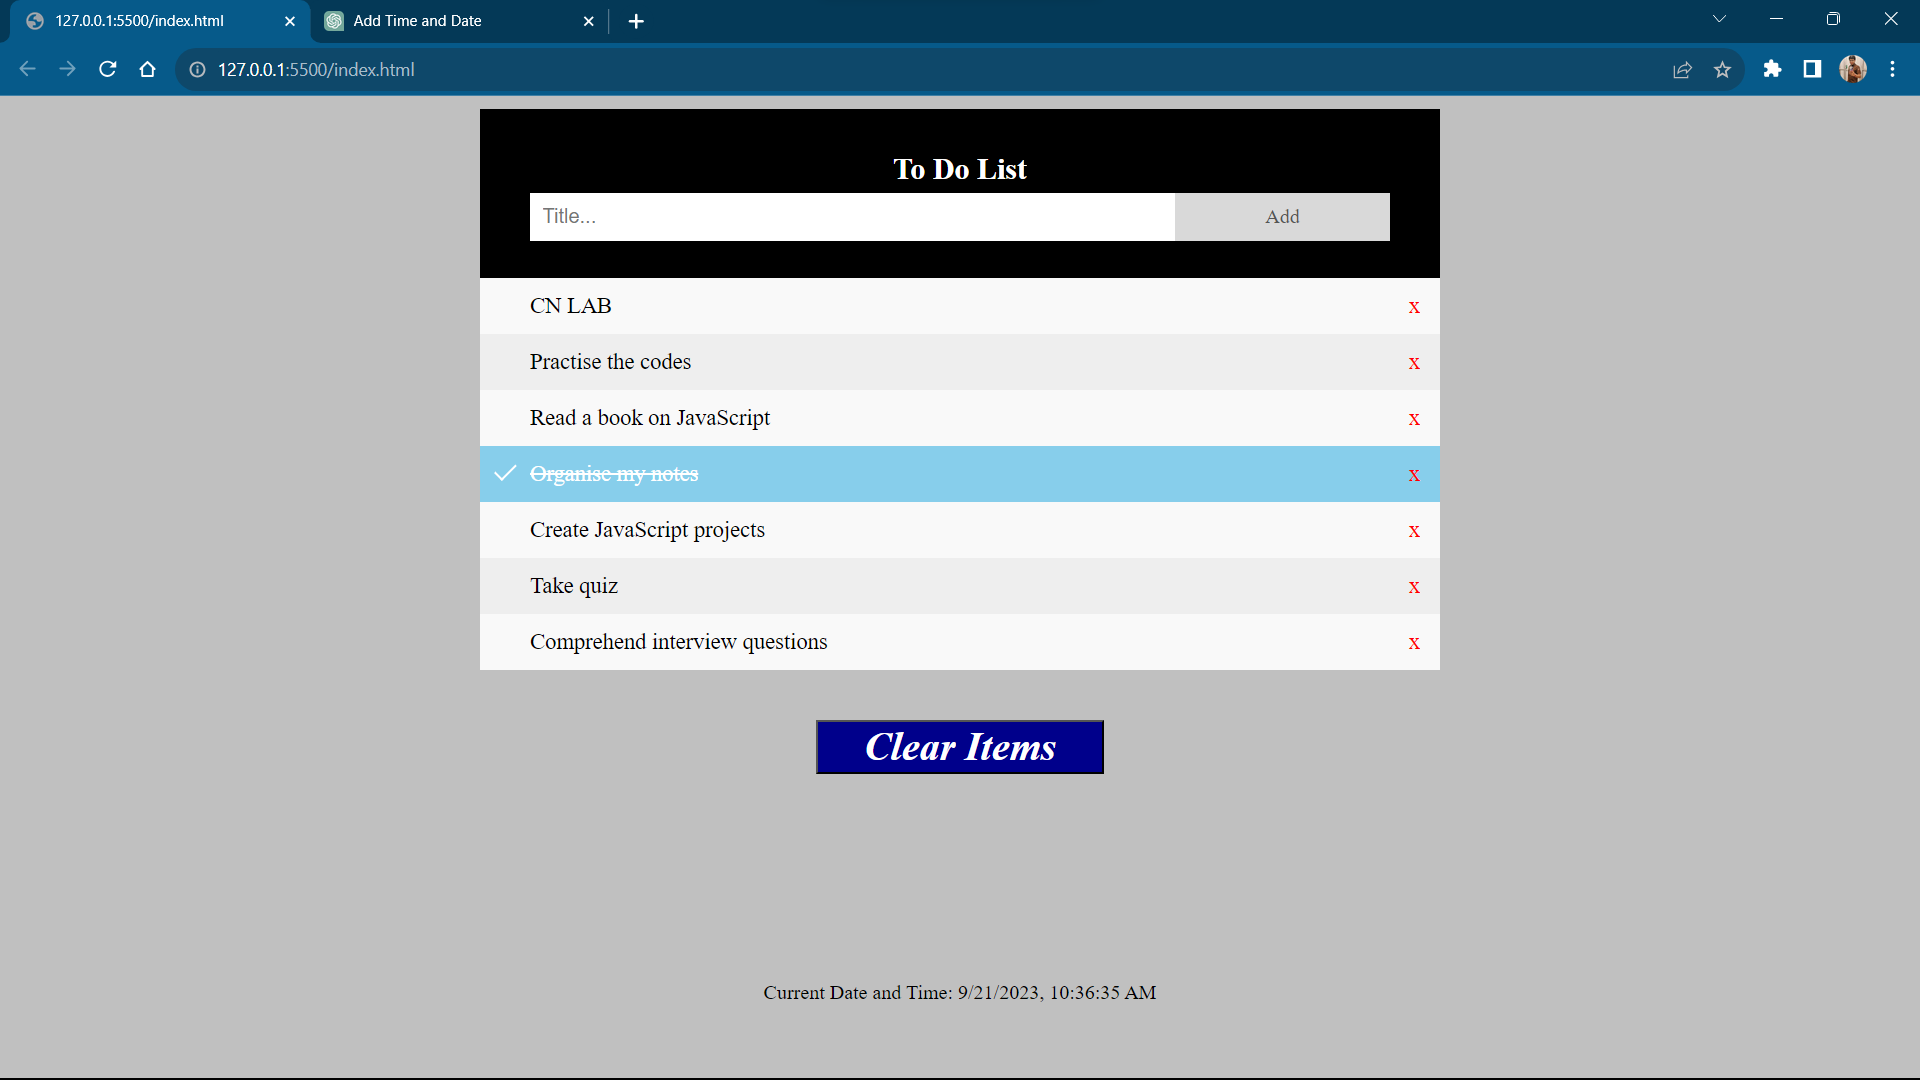 127.0.0.1:5500/index.html
Add Time and Date
127.0.0.1:5500/index.html
To Do List
Title...
Add
CN LAB x
Practise the codes x
Read a book on JavaScript x
Organise my notes x
Create JavaScript projects x
Take quiz x
Comprehend interview questions x
Clear Items
Current Date and Time: 9/21/2023, 10:36:35 AM